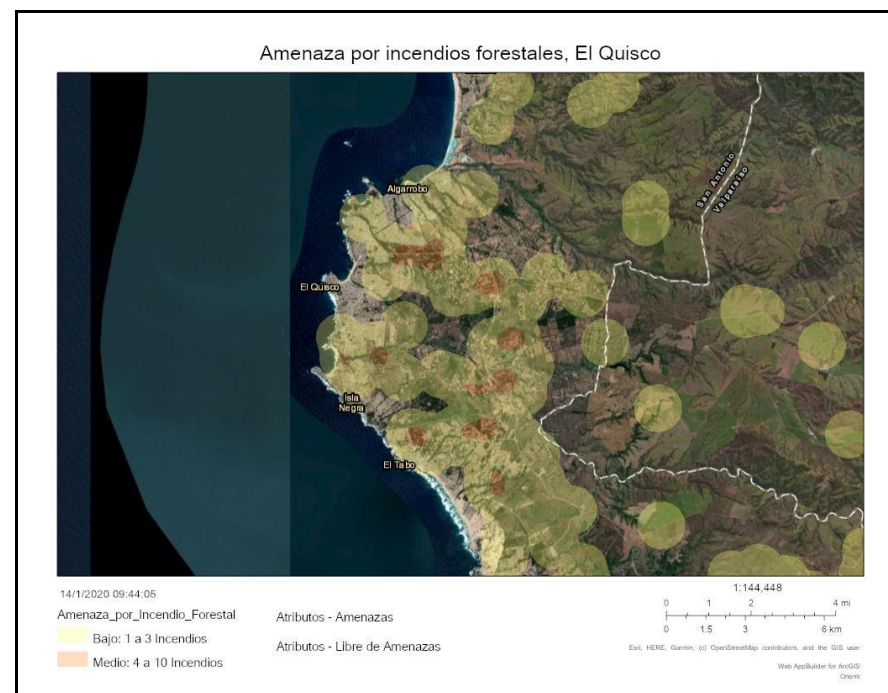 Amenaza por incendios forestales, El Quisco
San Antonio
Valparaíso
Algarrobo
El Quisco
Isla
Negra
El Tabo
14/1/2020 09:44:05
Amenaza_por_Incendio_Forestal
Bajo: 1 a 3 Incendios
Medio: 4 a 10 Incendios
Atributos - Amenazas
Atributos - Libre de Amenazas
1:144,448
0 1 2 4 mi
0 1.5 3 6 km
Esri, HERE, Garmin, (c) OpenStreetMap contributors, and the GIS user
Web AppBuilder for ArcGIS
Onemi